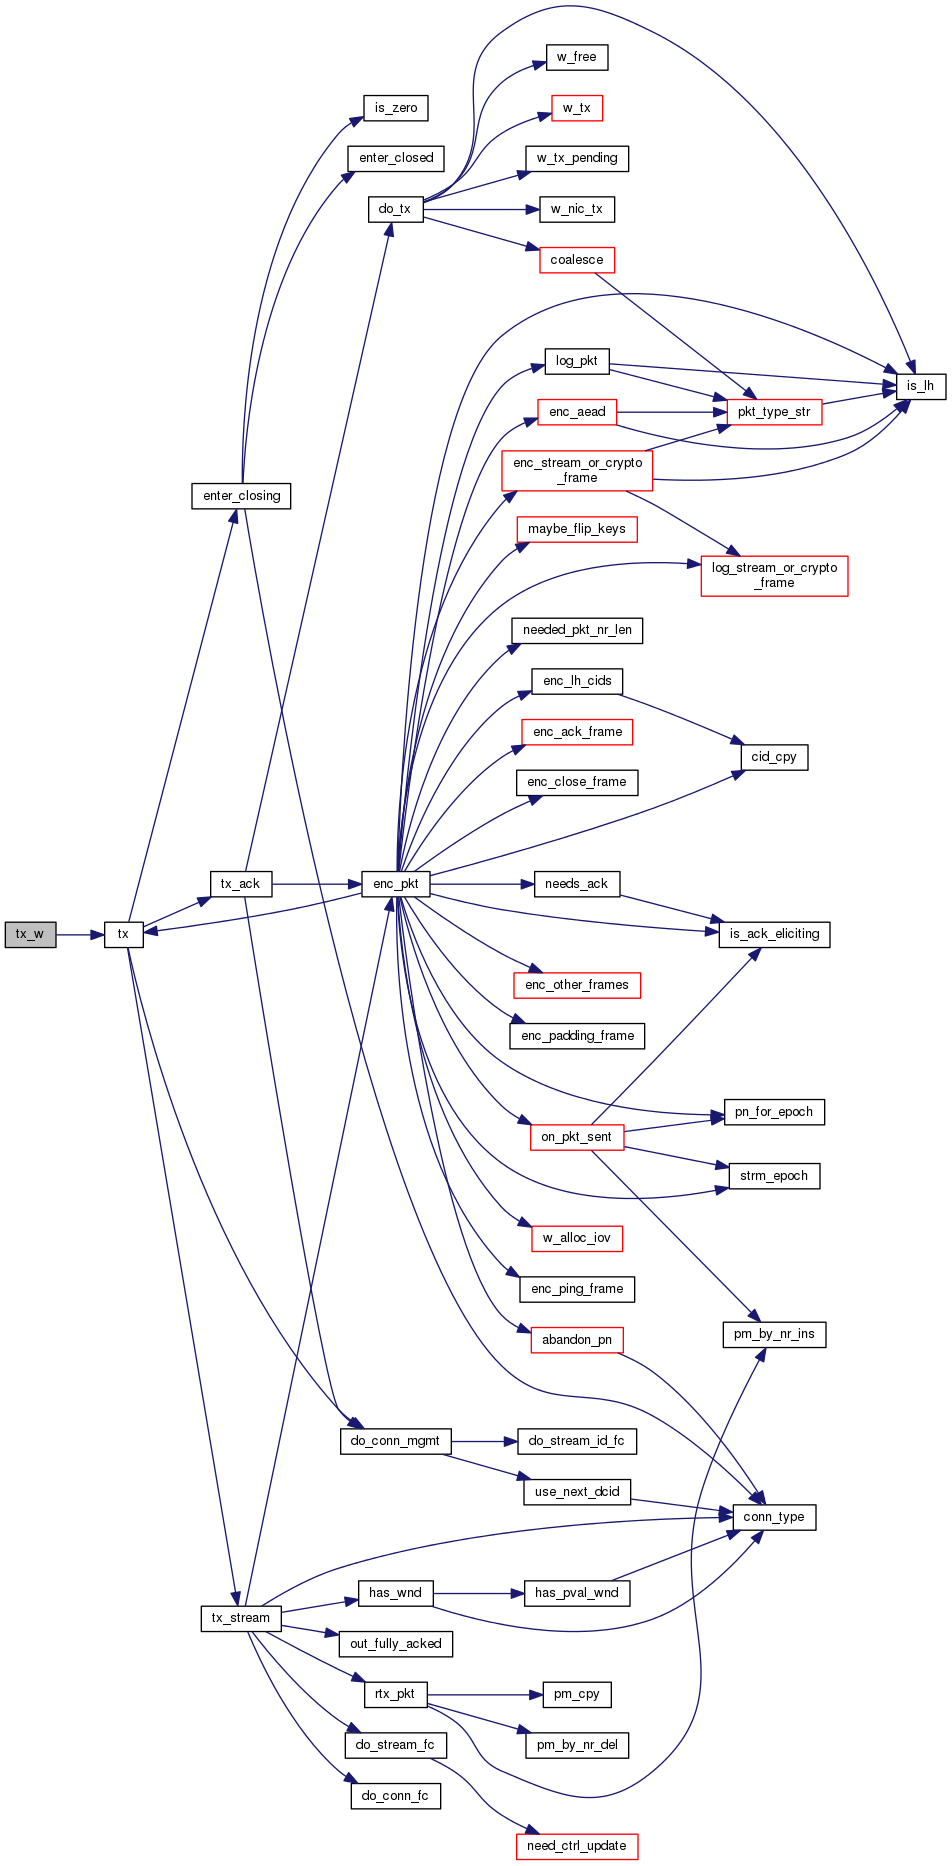 w_free
is_zero
w_tx
enter_closed
w_tx_pending
do_tx
w_nic_tx
coalesce
log_pkt
is_lh
enc_aead
pkt_type_str
enc_stream_or_crypto
_frame
enter_closing
maybe_flip_keys
log_stream_or_crypto
_frame
needed_pkt_nr_len
enc_lh_cids
enc_ack_frame
cid_cpy
enc_close_frame
tx_ack
enc_pkt
needs_ack
tx_w
tx
is_ack_eliciting
enc_other_frames
enc_padding_frame
pn_for_epoch
on_pkt_sent
strm_epoch
w_alloc_iov
enc_ping_frame
abandon_pn
pm_by_nr_ins
do_conn_mgmt
do_stream_id_fc
use_next_dcid
conn_type
has_wnd
has_pval_wnd
tx_stream
out_fully_acked
rtx_pkt
pm_cpy
do_stream_fc
pm_by_nr_del
do_conn_fc
need_ctrl_update